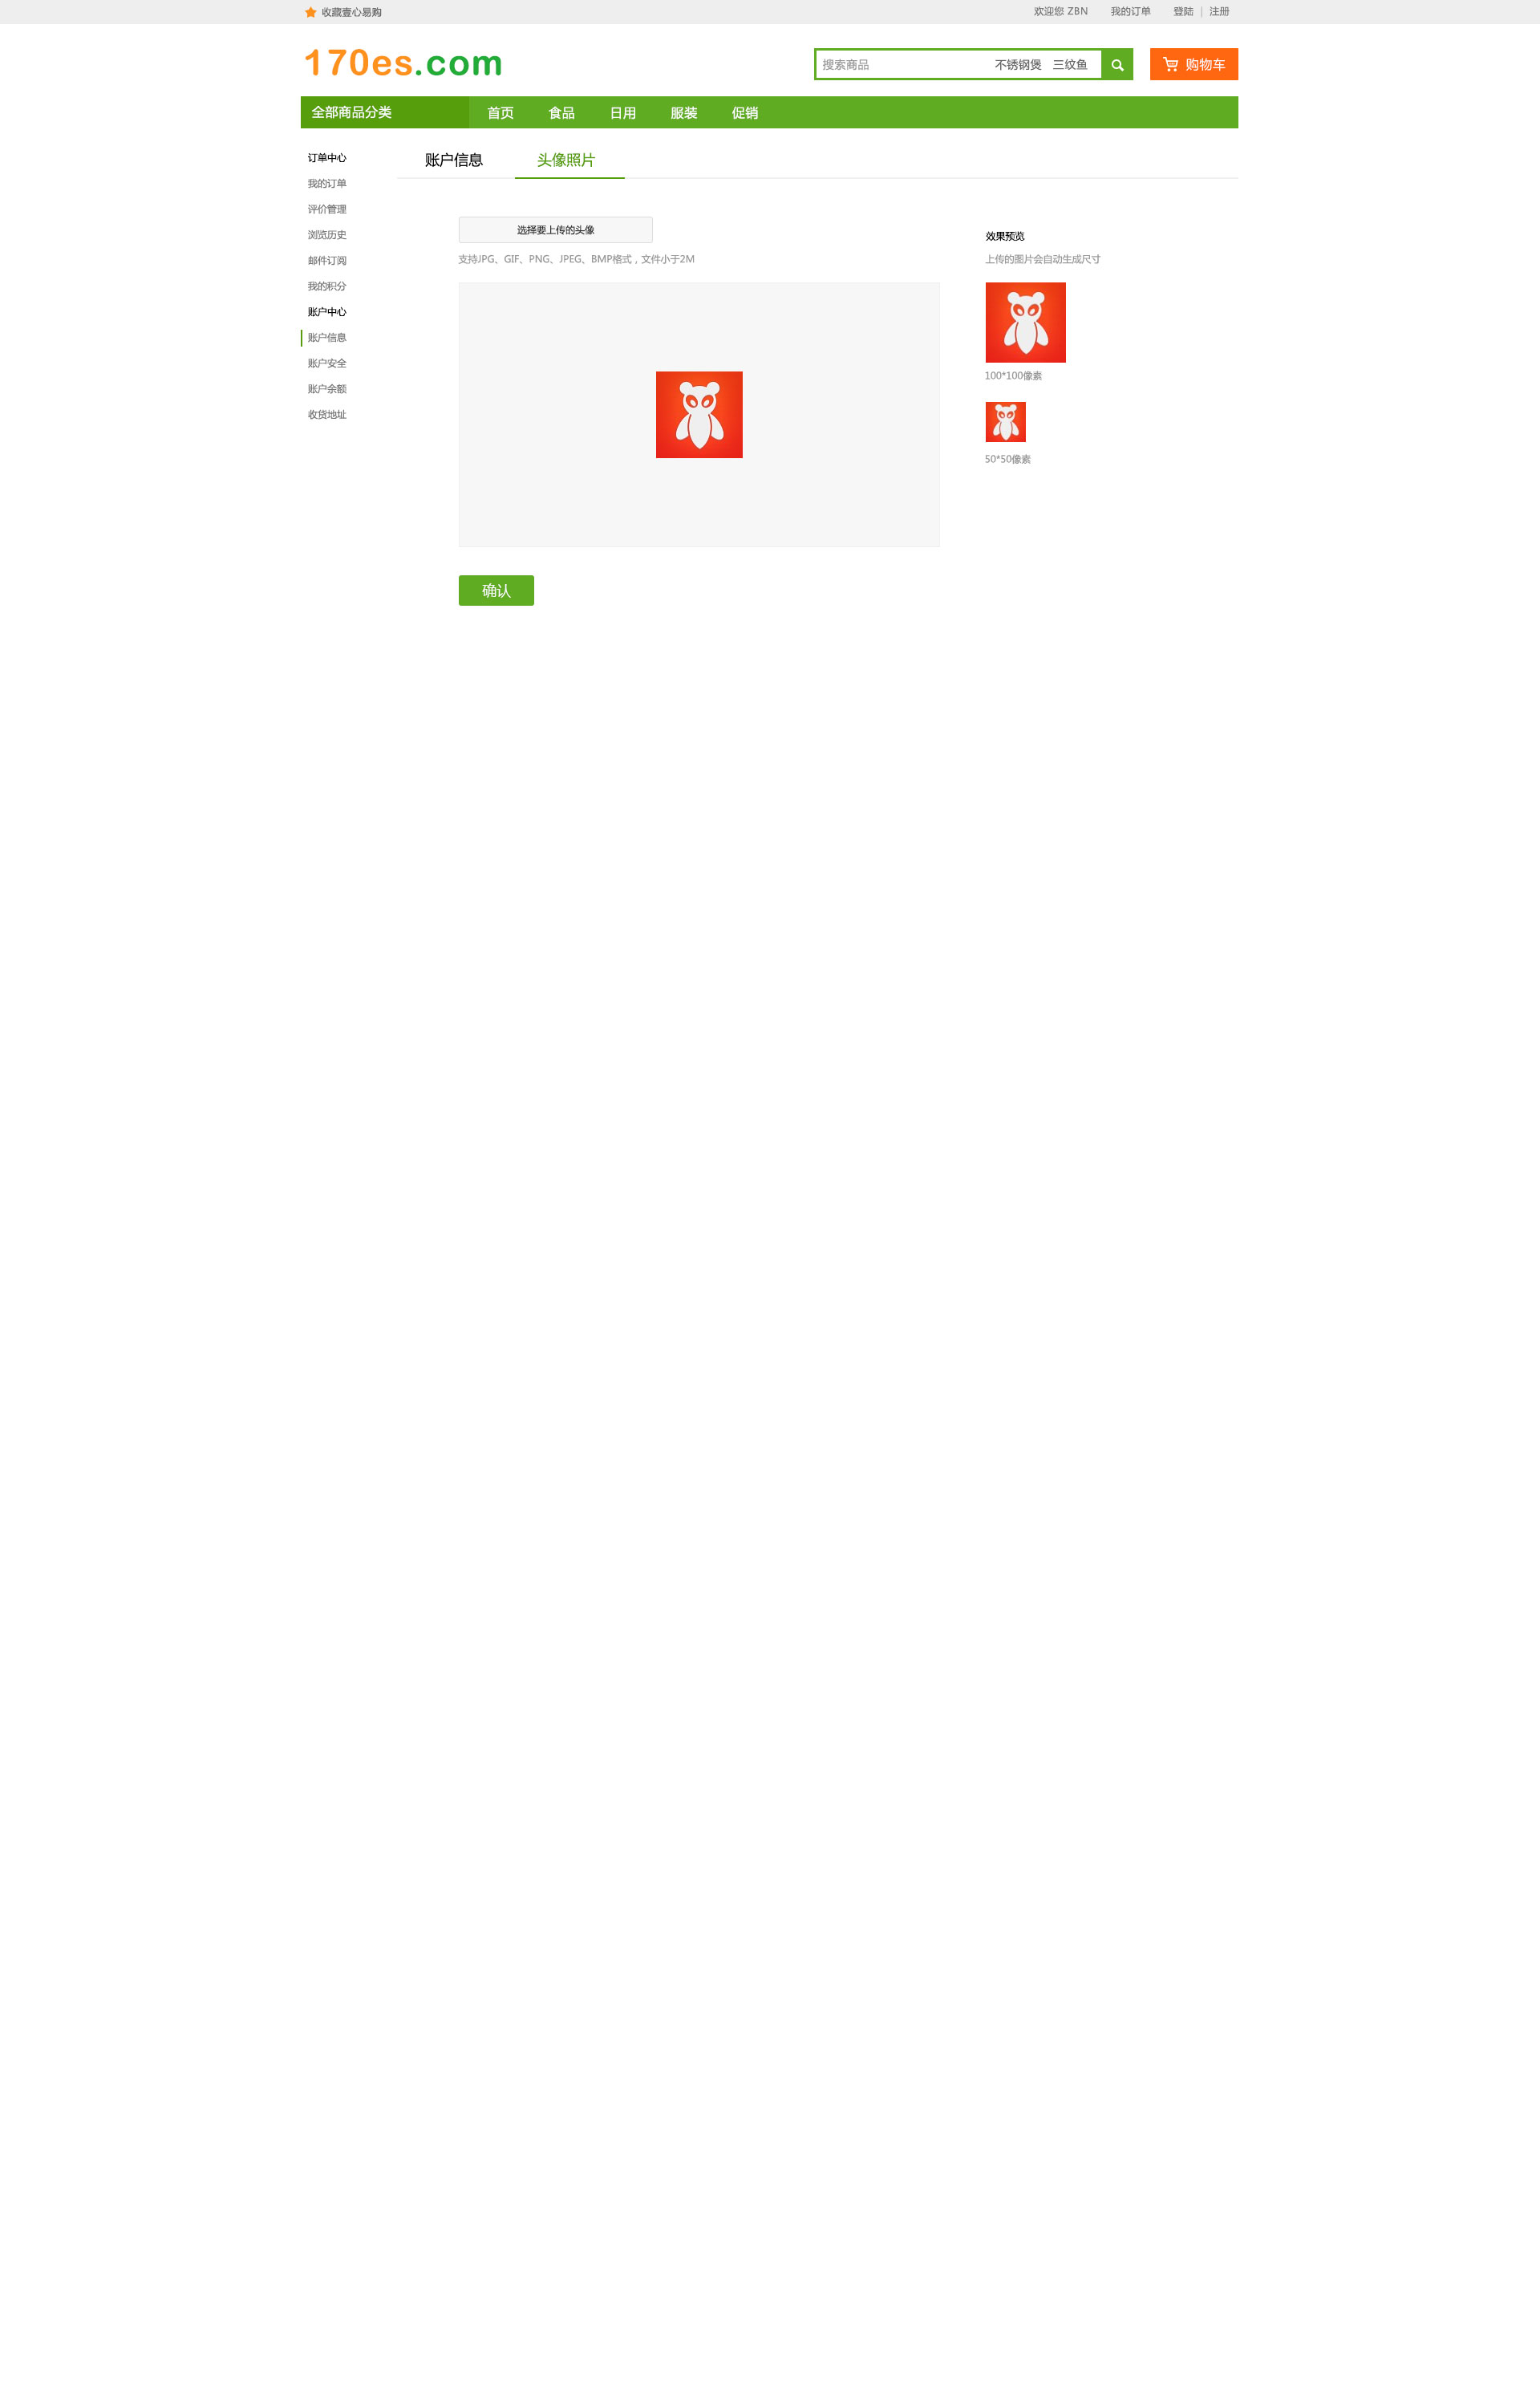 收藏壹心易购
欢迎您 ZBN 我的订单 登陆 | 注册
170es.com
搜索商品 不锈钢煲 三纹鱼
购物车
全部商品分类 首页 食品 日用 服装 促销
订单中心
我的订单
评价管理
浏览历史
邮件订阅
我的积分
账户中心
账户信息
账户安全
账户余额
收货地址
账户信息 头像照片
选择要上传的头像
支持JPG、GIF、PNG、JPEG、BMP格式，文件小于2M
效果预览
上传的图片会自动生成尺寸
100*100像素
50*50像素
确认